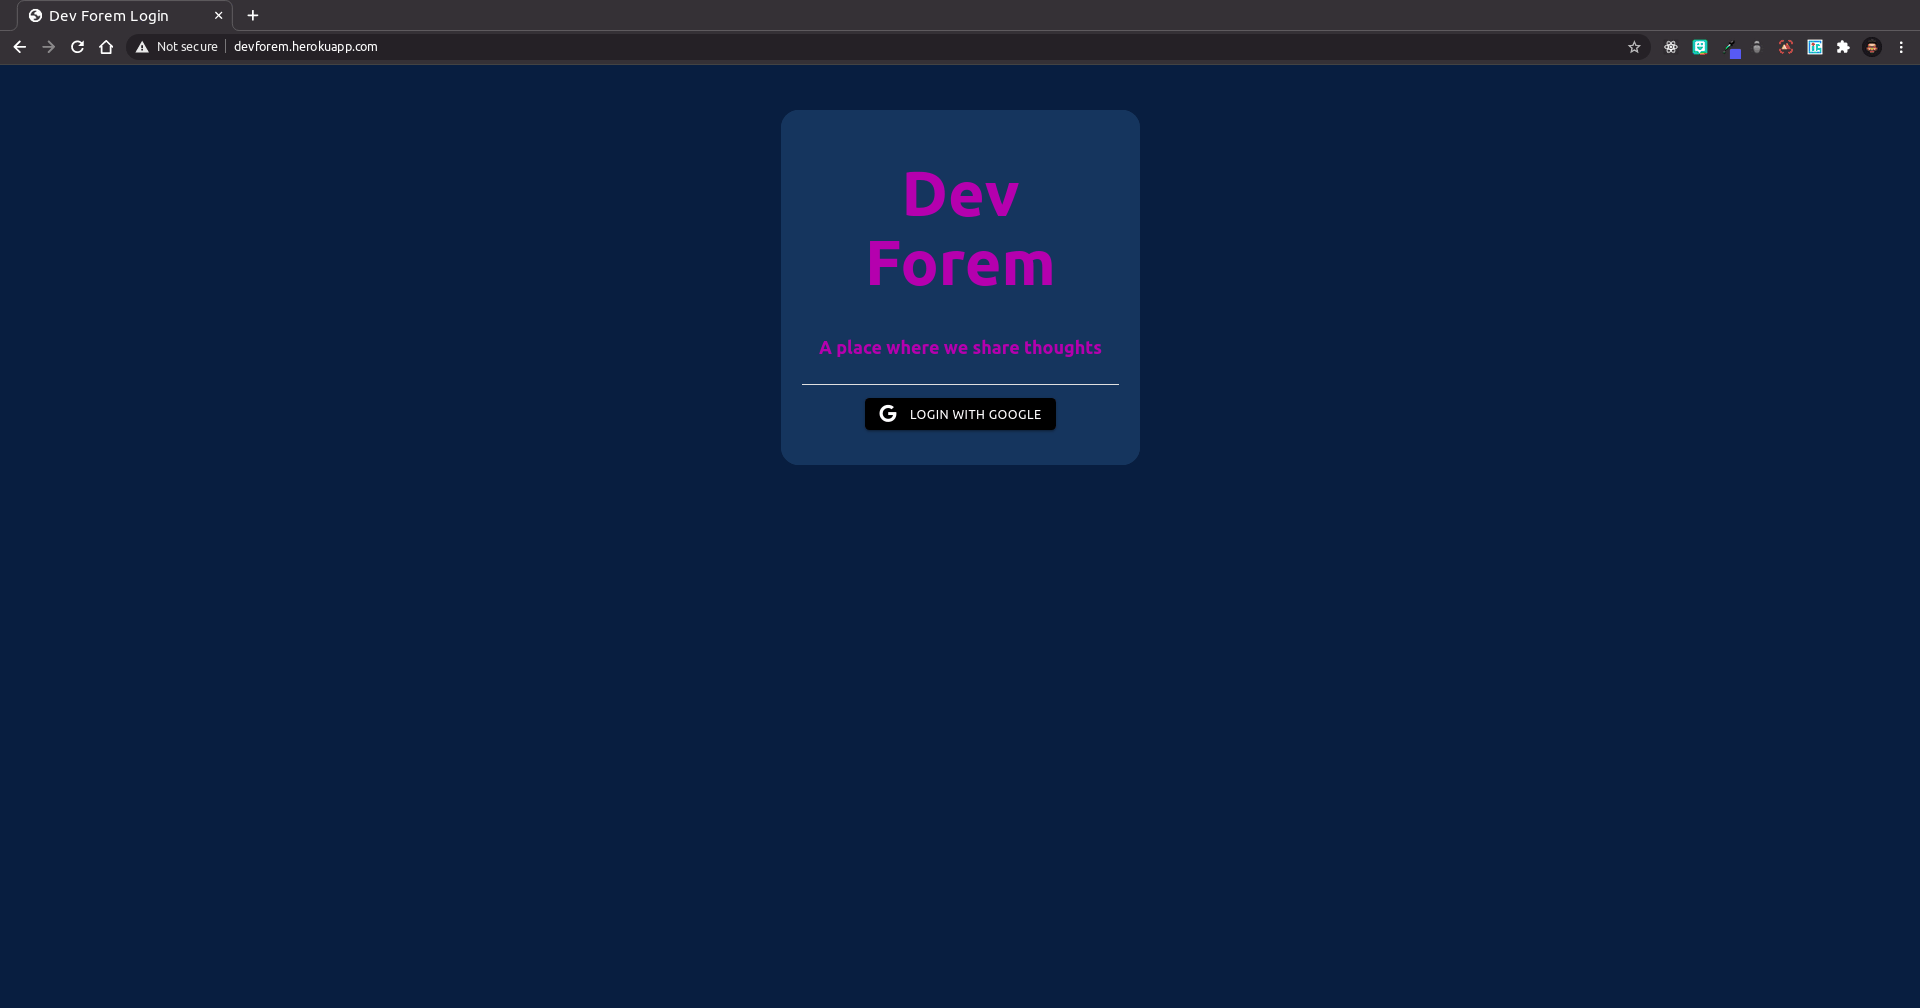 Dev Forem Login
Not secure
devforem.herokuapp.com
Dev
Forem
A place where we share thoughts
LOGIN WITH GOOGLE